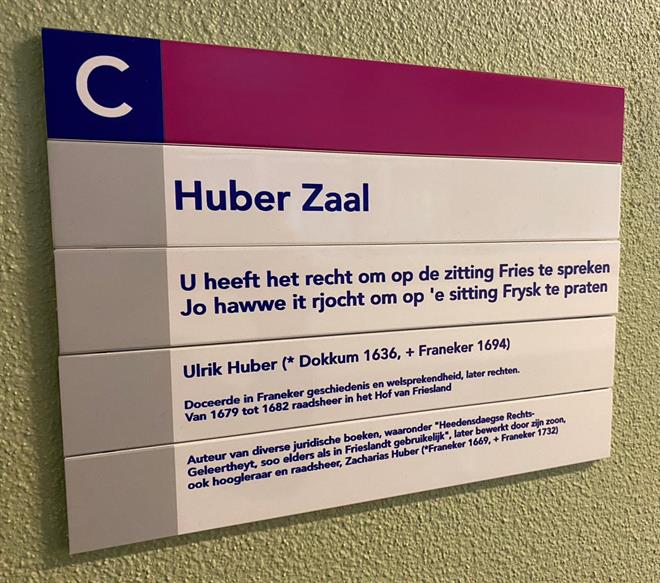 C
Huber Zaal
U heeft het recht om op de zitting Fries te spreken
Jo hawwe it rjocht om op 'e sitting Frysk te praten
Ulrik Huber (* Dokkum 1636, + Franeker 1694)
Doceerde in Franeker geschiedenis en welsprekendheid, later rechten.
Van 1679 tot 1682 raadsheer in het Hof van Friesland
Auteur van diverse juridische boeken, waaronder "Heedensdaegse Rechts-
Geleertheyt, soo elders als in Frieslandt gebruikelijk", later bewerkt door zijn zoon,
ook hoogleraar en raadsheer, Zacharias Huber (*Franeker 1669, + Franeker 1732)